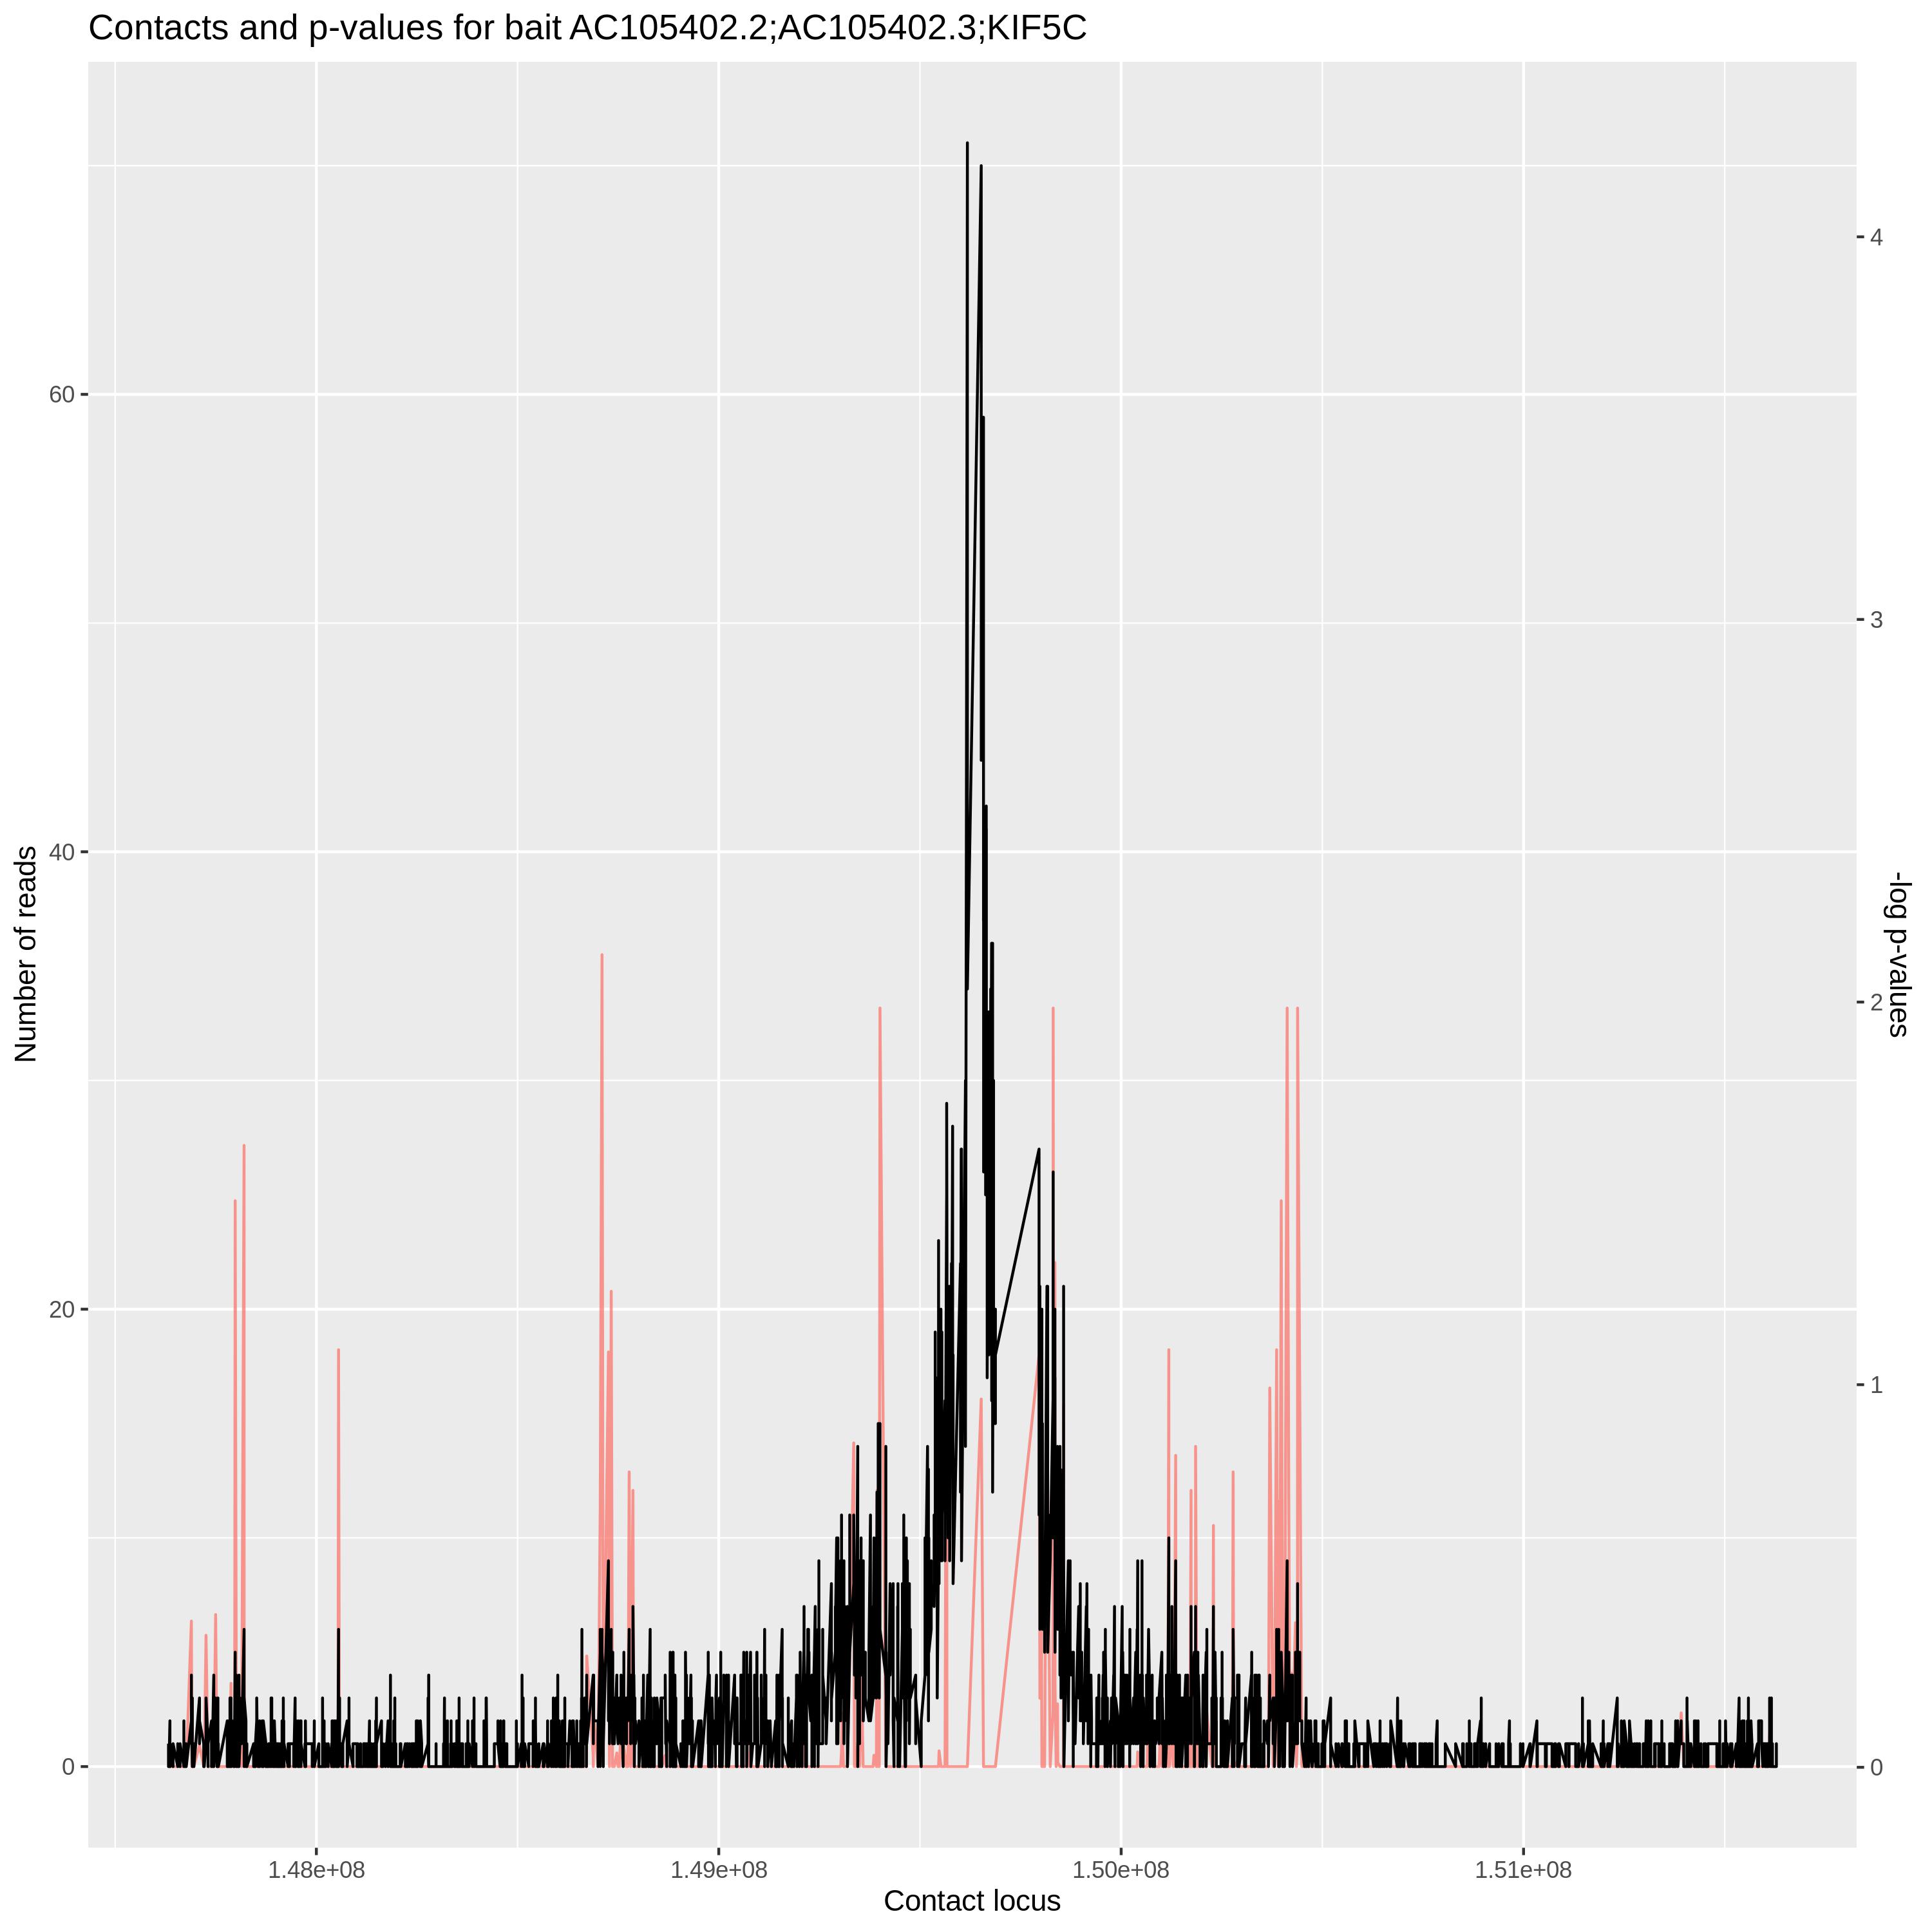 Contacts and p-values for bait AC105402.2;AC105402.3;KIF5C
60
40
20
0
Number of reads
4
3
2
1
0
-log p-values
1.48e+08
1.49e+08
1.50e+08
1.51e+08
Contact locus